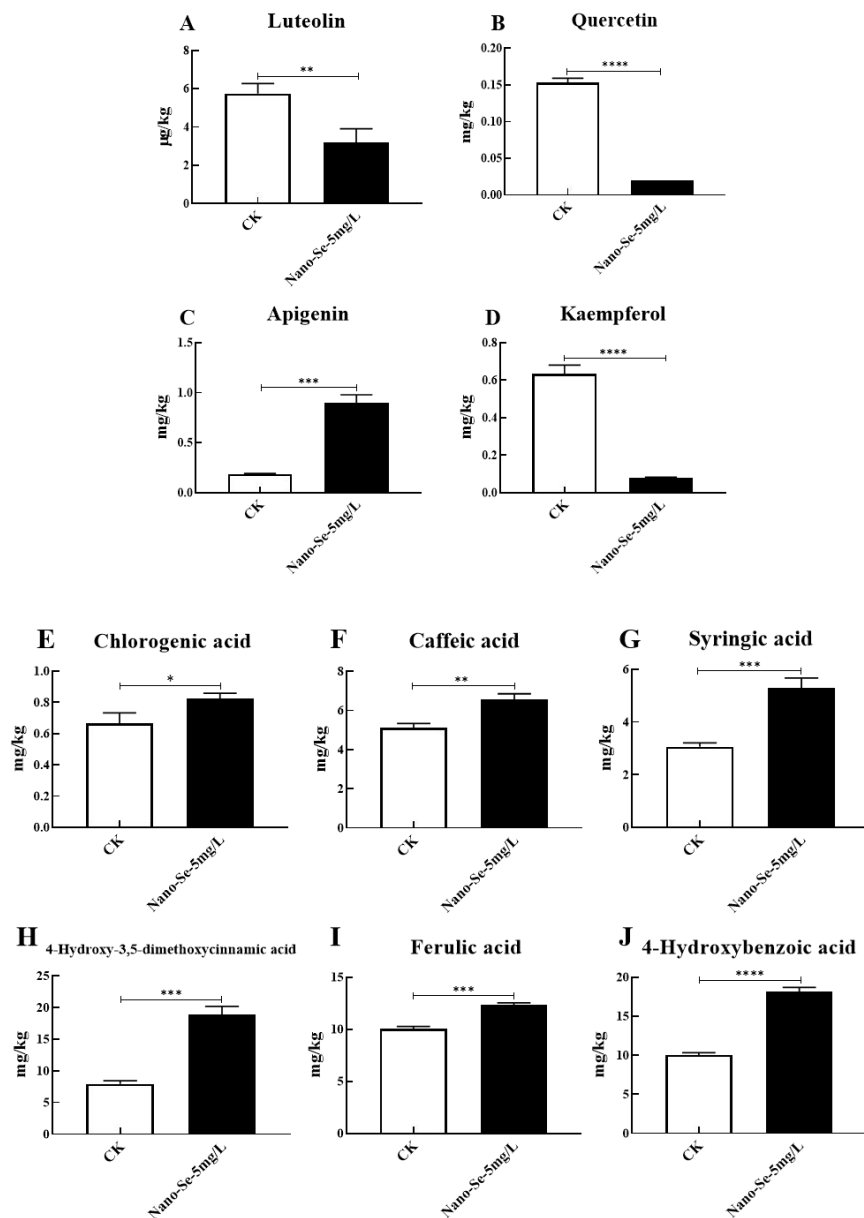 A Luteolin
μg/kg
8
6
4
2
0
**
CK
Nano-Se-5mg/L
B Quercetin
mg/kg
0.20
0.15
0.10
0.05
0.00
****
CK
Nano-Se-5mg/L
C Apigenin
mg/kg
1.5
1.0
0.5
0.0
***
CK
Nano-Se-5mg/L
D Kaempferol
mg/kg
0.8
0.6
0.4
0.2
0.0
****
CK
Nano-Se-5mg/L
E Chlorogenic acid
mg/kg
1.0
0.8
0.6
0.4
0.2
0.0
*
CK
Nano-Se-5mg/L
F Caffeic acid
mg/kg
8
6
4
2
0
**
CK
Nano-Se-5mg/L
G Syringic acid
mg/kg
6
4
2
0
***
CK
Nano-Se-5mg/L
H 4-Hydroxy-3,5-dimethoxycinnamic acid
mg/kg
25
20
15
10
5
0
***
CK
Nano-Se-5mg/L
I Ferulic acid
mg/kg
15
10
5
0
***
CK
Nano-Se-5mg/L
J 4-Hydroxybenzoic acid
mg/kg
20
15
10
5
0
****
CK
Nano-Se-5mg/L